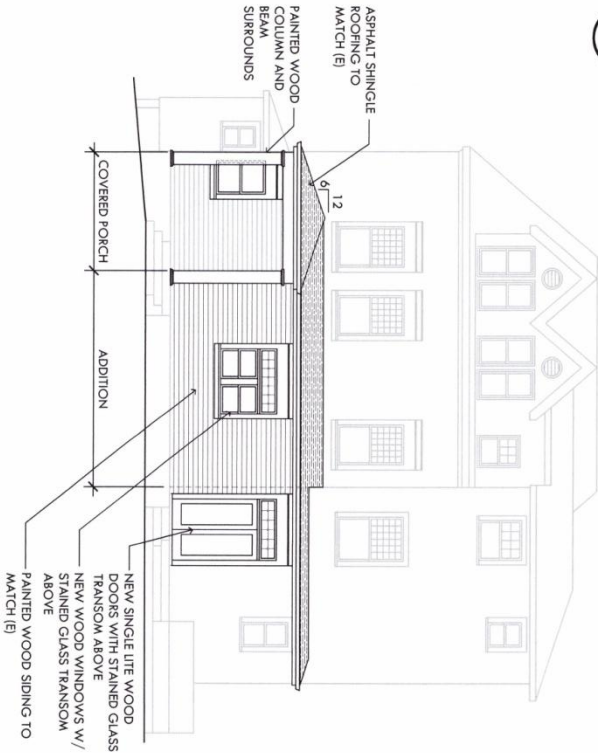 ASPHALT SHINGLE
ROOFING TO
MATCH (E)
PAINTED WOOD
COLUMN AND
BEAM
SURROUNDS
12
6
COVERED PORCH
ADDITION
NEW SINGLE LITE WOOD
DOORS WITH STAINED GLASS
TRANSOM ABOVE
NEW WOOD WINDOWS W/
STAINED GLASS TRANSOM
ABOVE
PAINTED WOOD SIDING TO
MATCH (E)